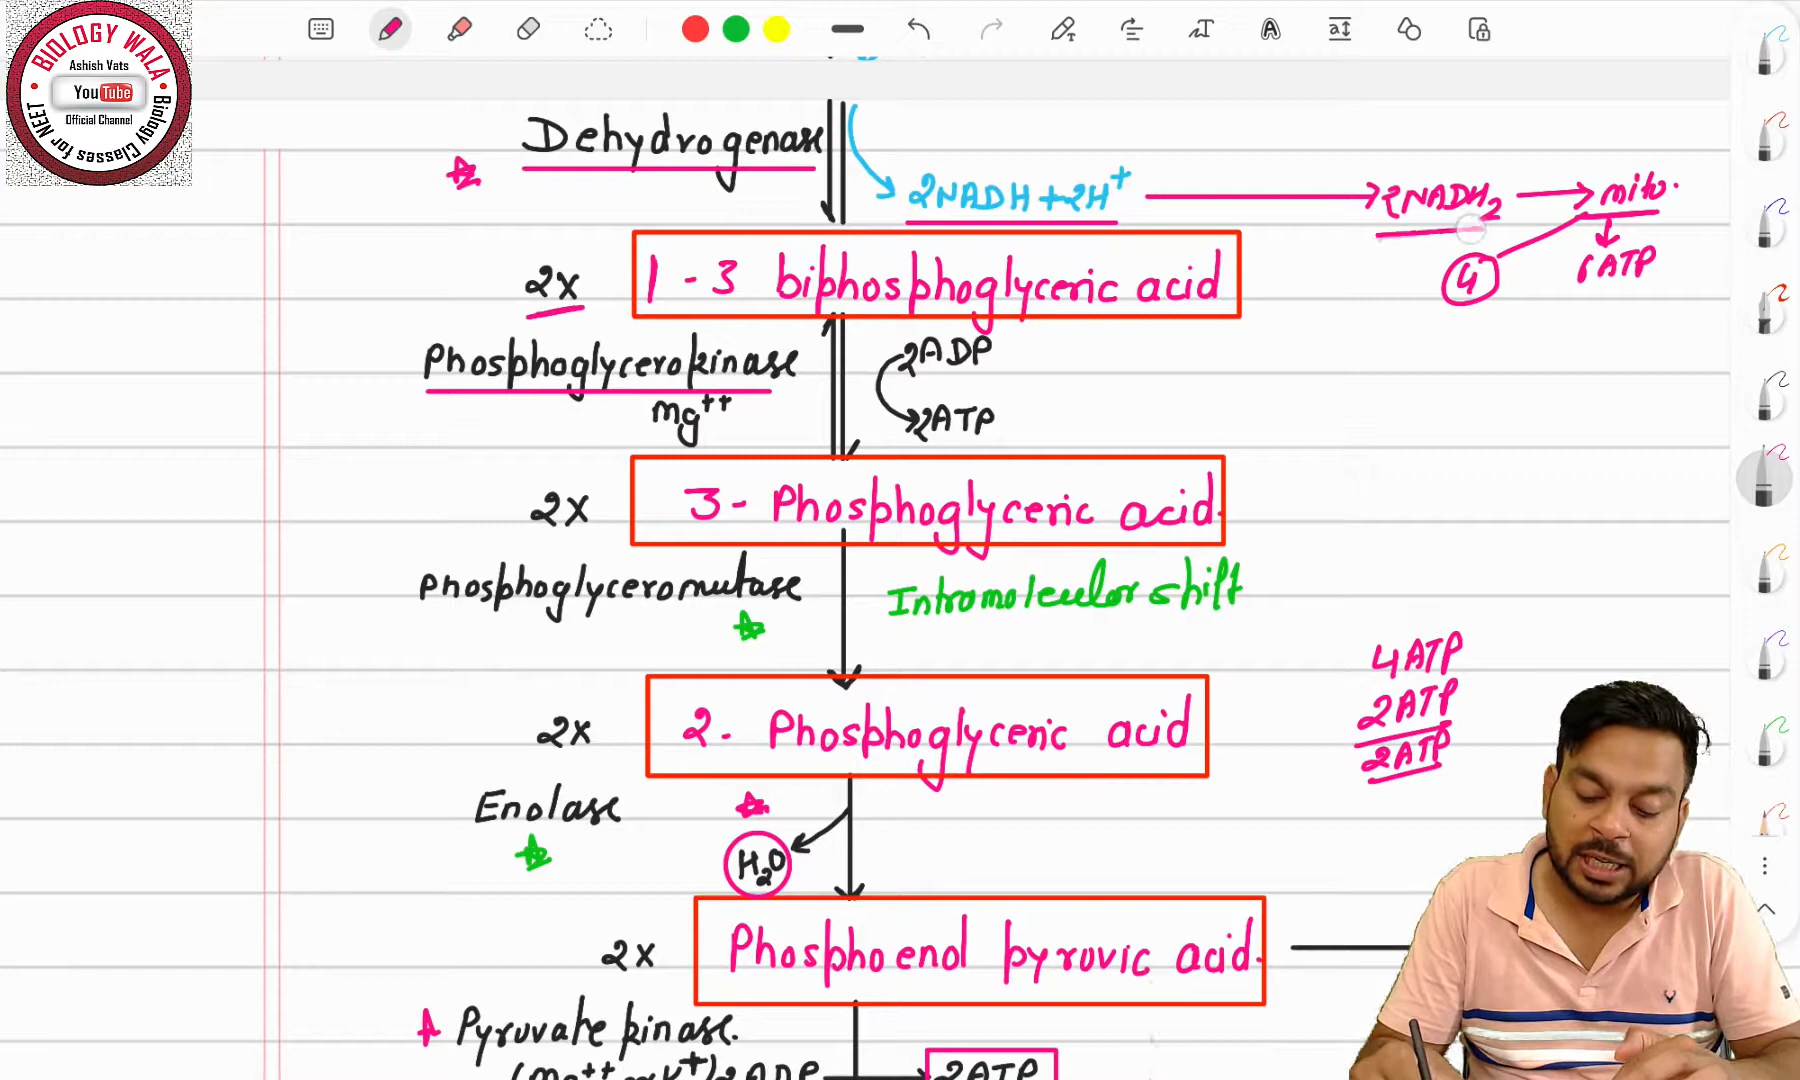 BIOLOGY WALA
Ashish Vats
YouTube
Official Channel
Biology Classes for NEET
Dehydrogenase
2NADH+2H+
2NADH2
mito.
6ATP
4
2x
1-3 biphosphoglyceric acid
Phosphoglycerokinase
mg++
2ADP
2ATP
2x
3- Phosphoglyceric acid.
Phosphoglyceromutase
Intramolecular shift
4ATP
2ATP
2ATP
2x
2- Phosphoglyceric acid
Enolase
H2O
2x
Phosphoenol pyruvic acid.
Pyruvate kinase.
2ADP
2ATP